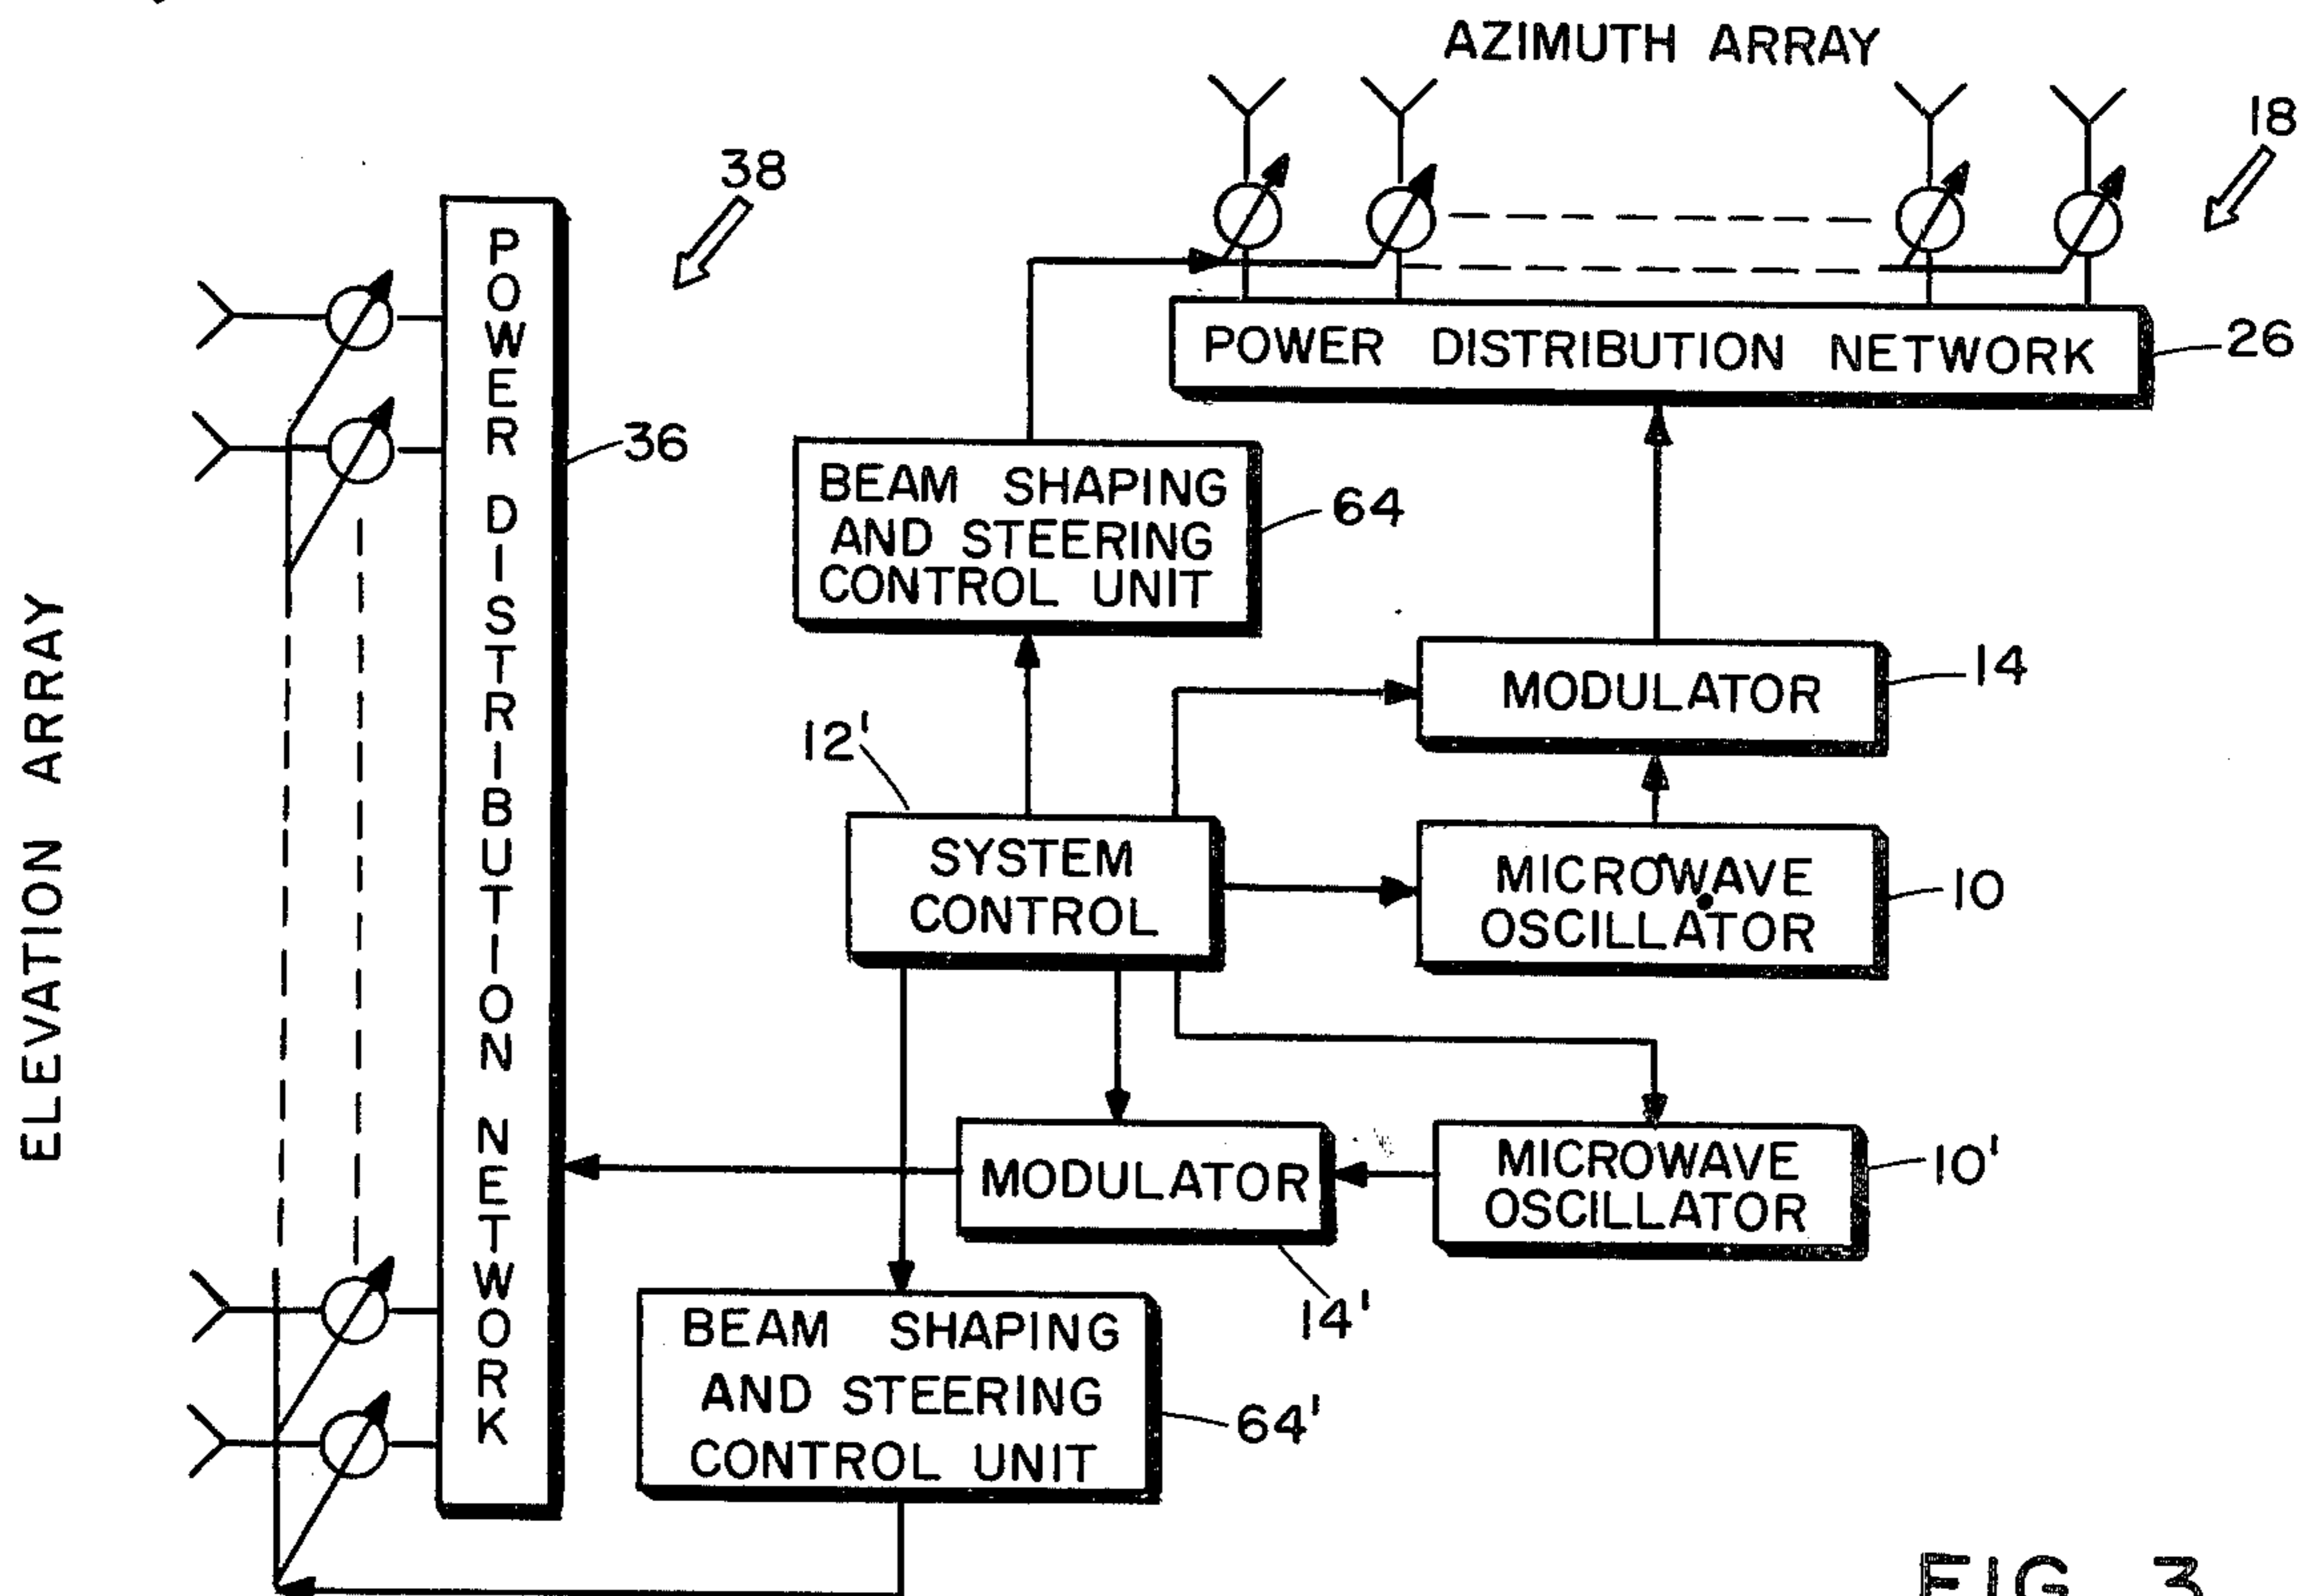 AZIMUTH ARRAY
18
38
POWER DISTRIBUTION NETWORK
26
POWER DISTRIBUTION NETWORK
36
BEAM SHAPING
AND STEERING
CONTROL UNIT
64
MODULATOR
14
12'
SYSTEM
CONTROL
MICROWAVE
OSCILLATOR
10
ELEVATION ARRAY
MODULATOR
14'
MICROWAVE
OSCILLATOR
10'
BEAM SHAPING
AND STEERING
CONTROL UNIT
64'
FIG. 3